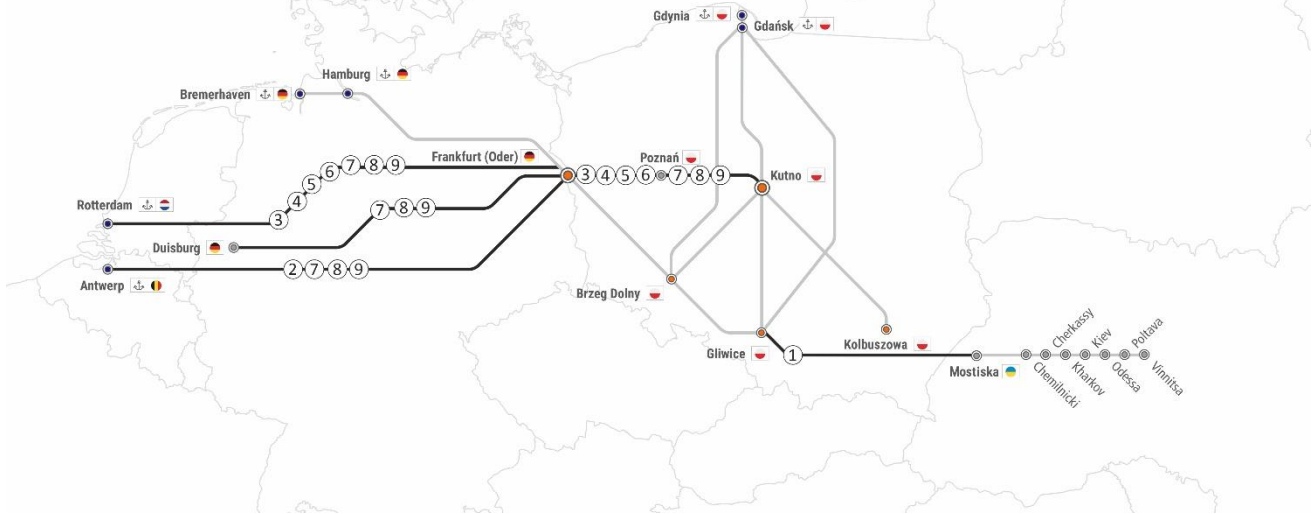 Gdynia
Gdańsk
Hamburg
Bremerhaven
Frankfurt (Oder)
Poznań
Kutno
7 8 9
6
5
4
3
3 4 5 6 7 8 9
Rotterdam
7 8 9
Duisburg
2 7 8 9
Antwerp
Brzeg Dolny
Gliwice
1
Kolbuszowa
Mostiska
Chemilnicki
Cherkassy
Kharkov
Kiev
Odessa
Poltava
Vinnitsa